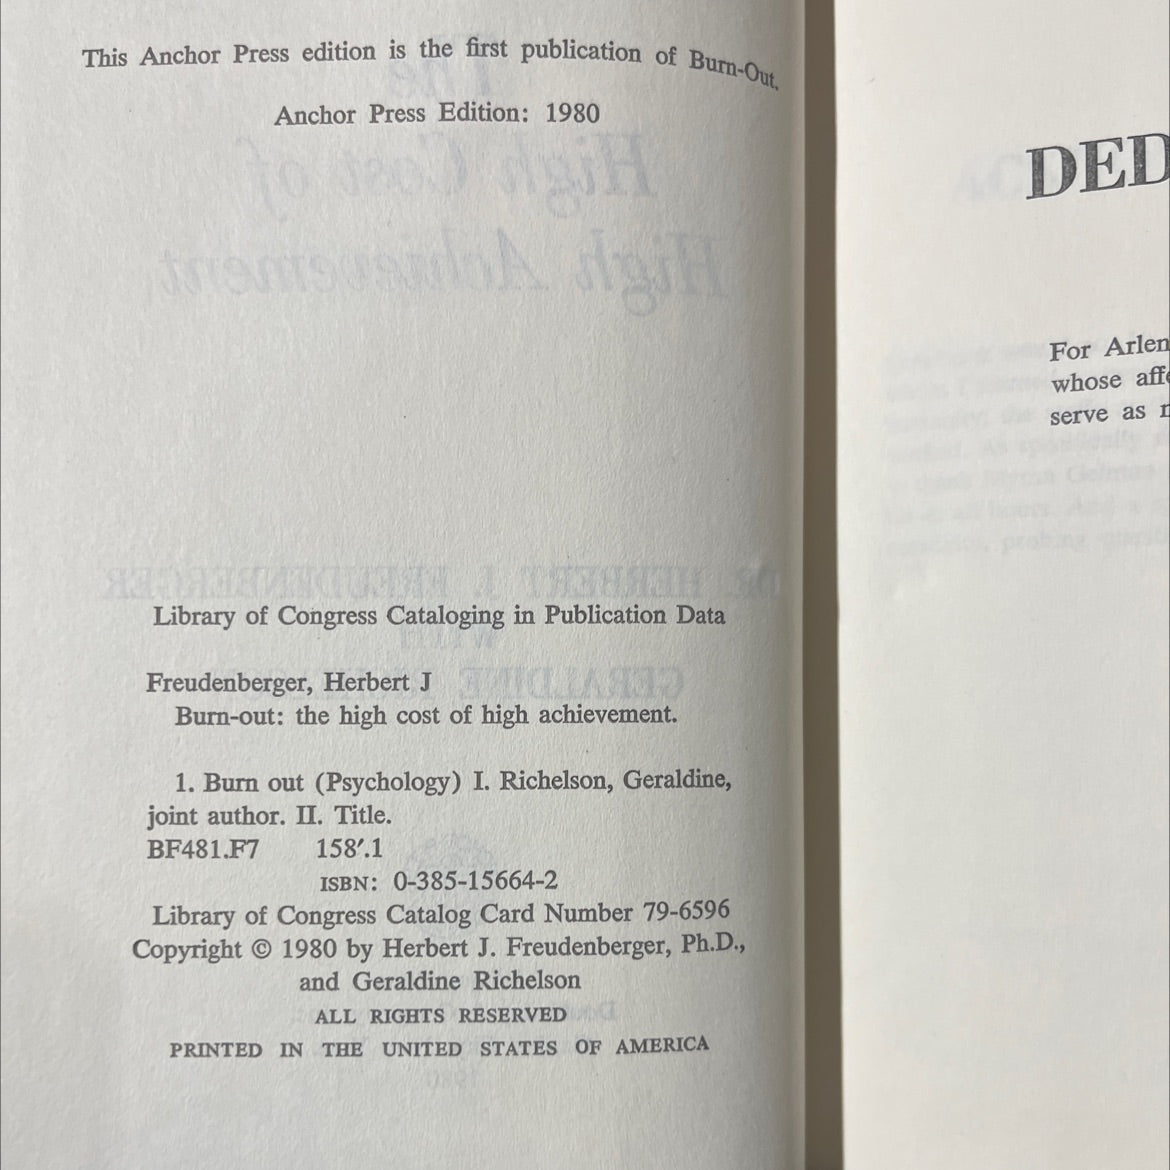 This Anchor Press edition is the first publication of Burn-Out.
Anchor Press Edition: 1980
Library of Congress Cataloging in Publication Data
Freudenberger, Herbert J
Burn-out: the high cost of high achievement.
1. Burn out (Psychology) I. Richelson, Geraldine,
joint author. II. Title.
BF481.F7 158′.1
ISBN: 0-385-15664-2
Library of Congress Catalog Card Number 79-6596
Copyright © 1980 by Herbert J. Freudenberger, Ph.D.,
and Geraldine Richelson
ALL RIGHTS RESERVED
PRINTED IN THE UNITED STATES OF AMERICA
DED
For Arlen
whose affe
serve as